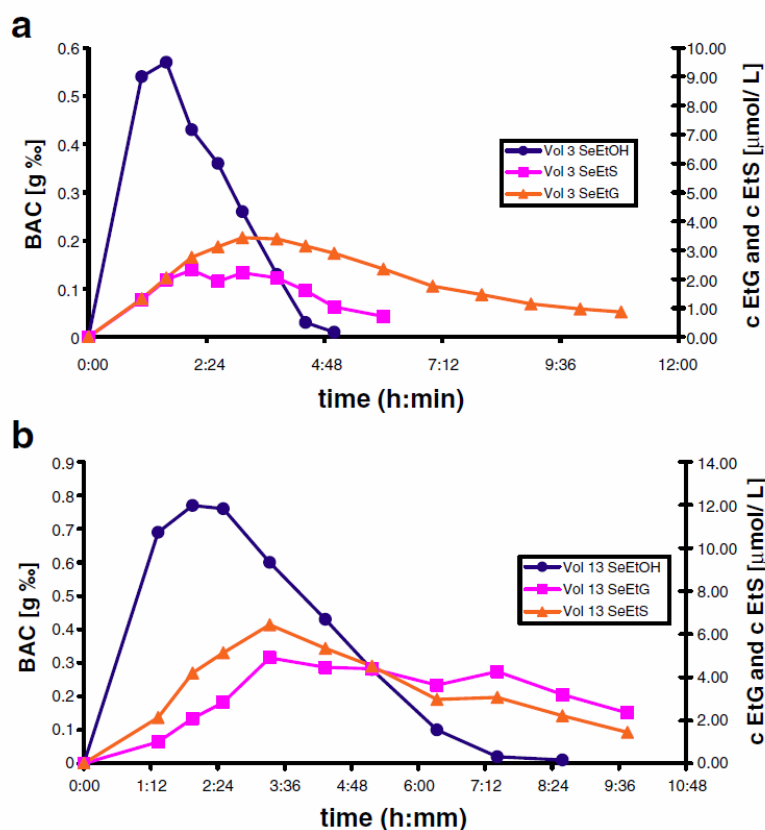 a
0.6
0.5
0.4
0.3
0.2
0.1
0
BAC [g ‰]
10.00
9.00
8.00
7.00
6.00
5.00
4.00
3.00
2.00
1.00
0.00
c EtG and c EtS [μmol/ L]
Vol 3 SeEtOH
Vol 3 SeEtS
Vol 3 SeEtG
0:00 2:24 4:48 7:12 9:36 12:00
time (h:min)
b
0.9
0.8
0.7
0.6
0.5
0.4
0.3
0.2
0.1
0
BAC [g ‰]
14.00
12.00
10.00
8.00
6.00
4.00
2.00
0.00
c EtG and c EtS [μmol/ L]
Vol 13 SeEtOH
Vol 13 SeEtG
Vol 13 SeEtS
0:00 1:12 2:24 3:36 4:48 6:00 7:12 8:24 9:36 10:48
time (h:mm)